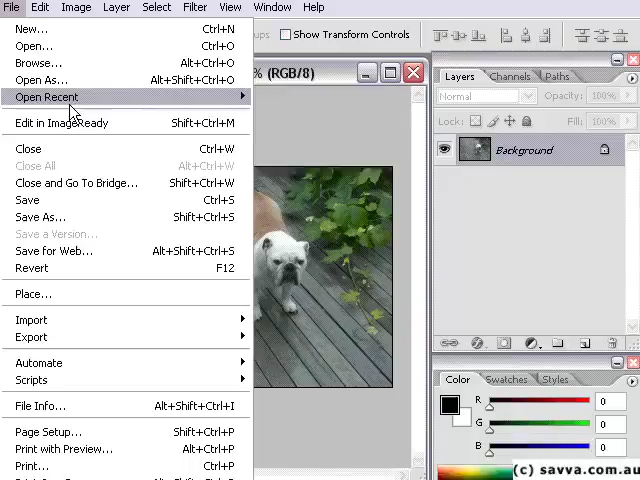 File Edit Image Layer Select Filter View Window Help
New... Ctrl+N
Open... Ctrl+O
Browse... Alt+Ctrl+O
Open As... Alt+Shift+Ctrl+O
Open Recent
Edit in ImageReady Shift+Ctrl+M
Close Ctrl+W
Close All Alt+Ctrl+W
Close and Go To Bridge... Shift+Ctrl+W
Save Ctrl+S
Save As... Shift+Ctrl+S
Save a Version...
Save for Web... Alt+Shift+Ctrl+S
Revert F12
Place...
Import
Export
Automate
Scripts
File Info... Alt+Shift+Ctrl+I
Page Setup... Shift+Ctrl+P
Print with Preview... Alt+Ctrl+P
Print... Ctrl+P
ups Show Transform Controls
% (RGB/8)
Layers Channels Paths
Normal Opacity: 100%
Lock: Fill: 100%
Background
Color Swatches Styles
R 0
G 0
B 0
(c) savva.com.au